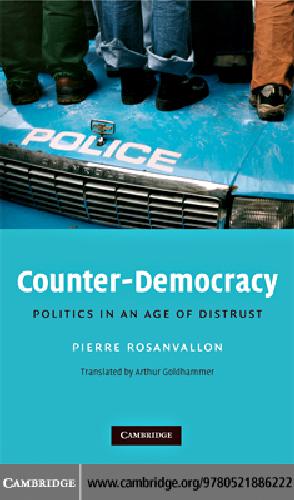 POLICE
Counter-Democracy
POLITICS IN AN AGE OF DISTRUST
PIERRE ROSANVALLON
Translated by Arthur Goldhammer
CAMBRIDGE
CAMBRIDGE www.cambridge.org/9780521886222